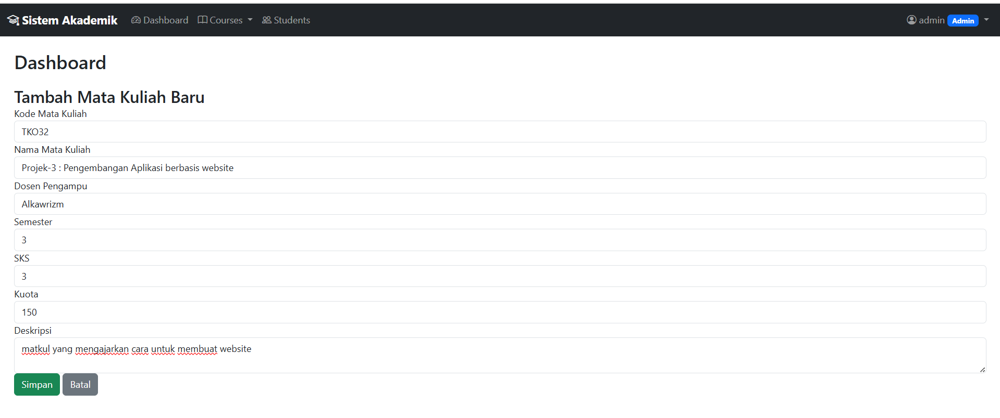 Sistem Akademik Dashboard Courses Students admin Admin
Dashboard
Tambah Mata Kuliah Baru
Kode Mata Kuliah
TKO32
Nama Mata Kuliah
Projek-3 : Pengembangan Aplikasi berbasis website
Dosen Pengampu
Alkawrizm
Semester
3
SKS
3
Kuota
150
Deskripsi
matkul yang mengajarkan cara untuk membuat website
Simpan Batal